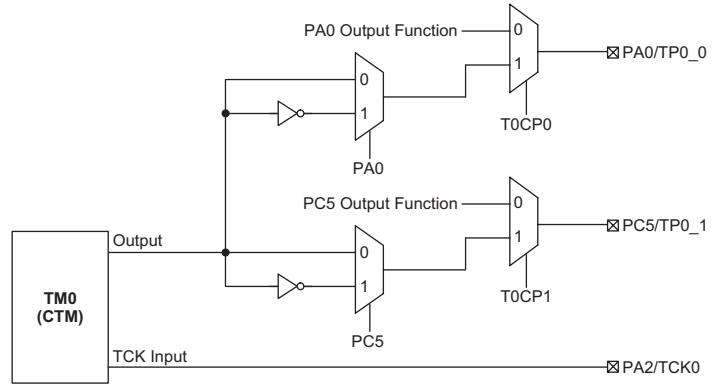 PA0 Output Function
0
1
PA0/TP0_0
T0CP0
0
1
PA0
PC5 Output Function
0
1
PC5/TP0_1
T0CP1
Output
0
1
PC5
TM0
(CTM)
TCK Input
PA2/TCK0